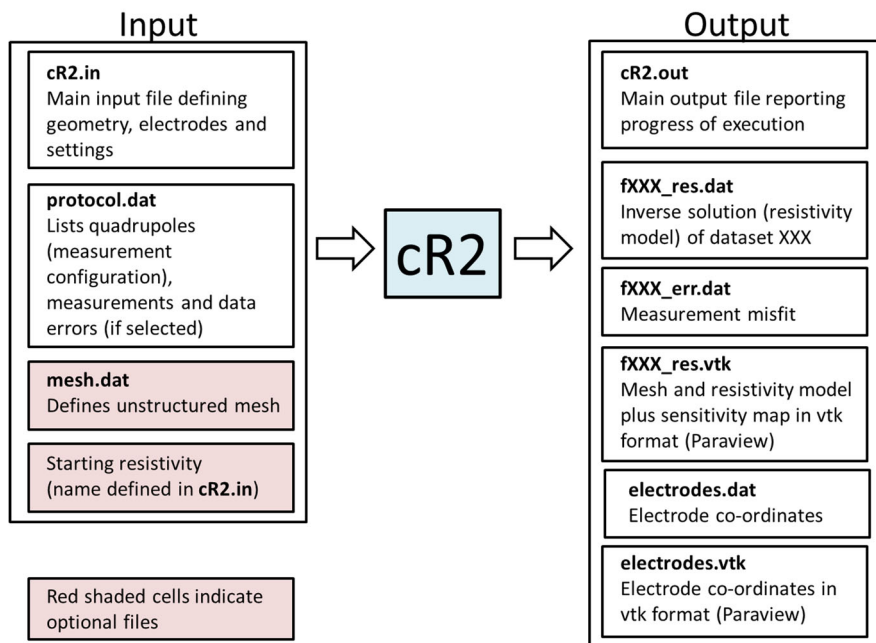 Input
cR2.in
Main input file defining
geometry, electrodes and
settings
protocol.dat
Lists quadrupoles
(measurement
configuration),
measurements and data
errors (if selected)
mesh.dat
Defines unstructured mesh
Starting resistivity
(name defined in cR2.in)
Red shaded cells indicate
optional files
cR2
Output
cR2.out
Main output file reporting
progress of execution
fXXX_res.dat
Inverse solution (resistivity
model) of dataset XXX
fXXX_err.dat
Measurement misfit
fXXX_res.vtk
Mesh and resistivity model
plus sensitivity map in vtk
format (Paraview)
electrodes.dat
Electrode co-ordinates
electrodes.vtk
Electrode co-ordinates in
vtk format (Paraview)